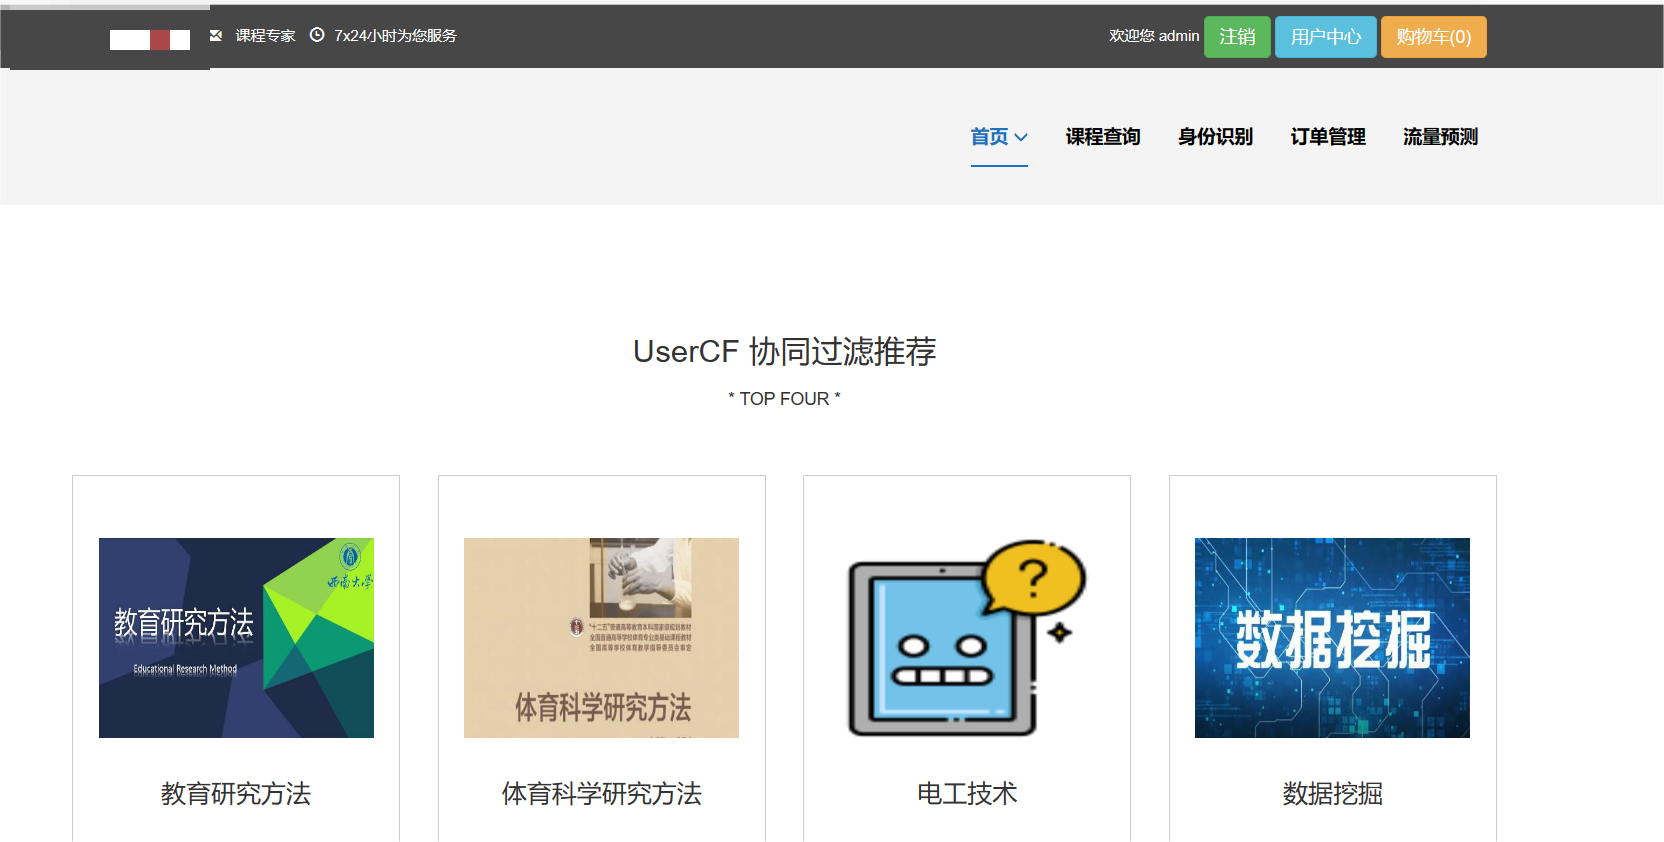 课程专家 7x24小时为您服务
欢迎您 admin 注销 用户中心 购物车(0)
首页 课程查询 身份识别 订单管理 流量预测
UserCF 协同过滤推荐
* TOP FOUR *
西南大学
教育研究方法
Educational Research Method
"十二五"普通高等教育本科国家级规划教材
全国普通高等学校体育专业类基础课程教材
全国高等学校体育教学指导委员会审定
体育科学研究方法
?
数据挖掘
教育研究方法
体育科学研究方法
电工技术
数据挖掘